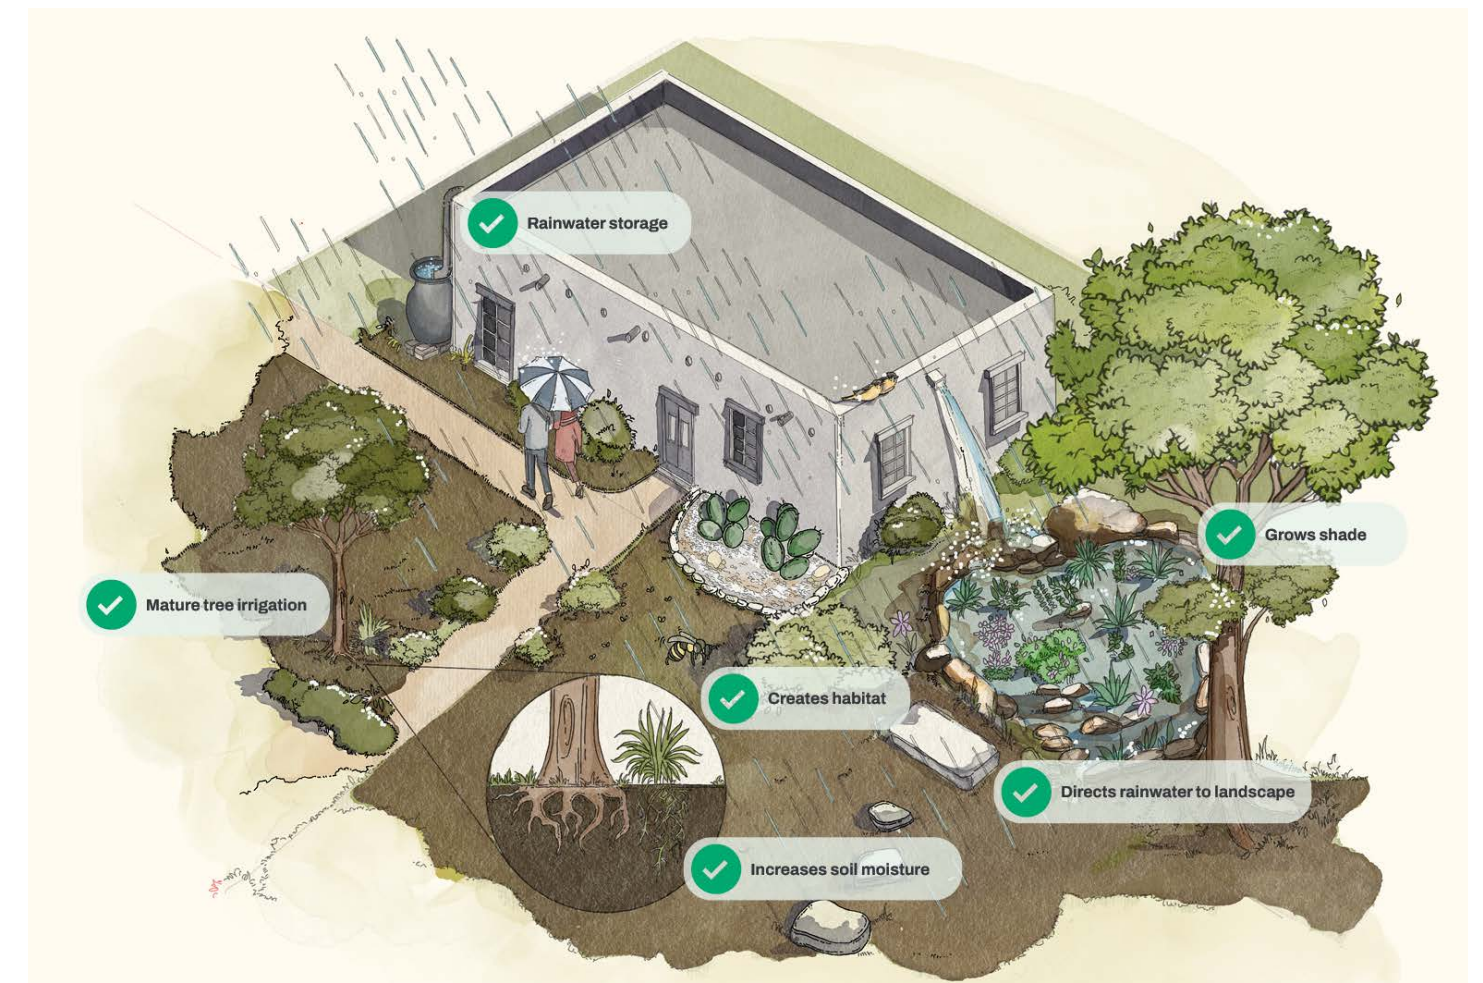 Rainwater storage
Grows shade
Mature tree irrigation
Creates habitat
Directs rainwater to landscape
Increases soil moisture